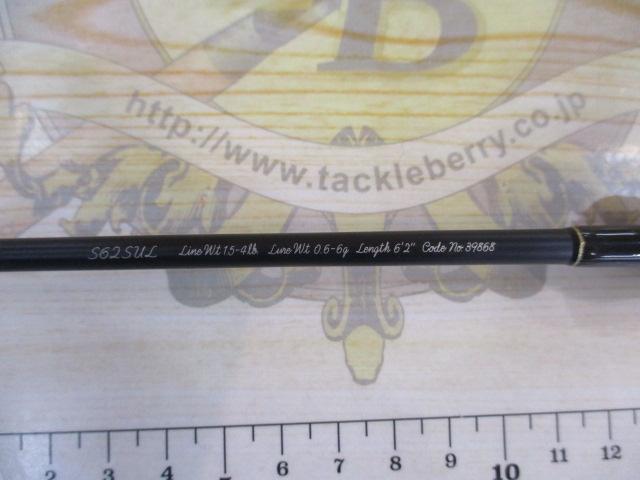 B
http://www.tackleberry.co.jp
S62SUL Line Wt 1.5-4lb Lure Wt 0.6-6g Length 6'2" Code No 39868
2 3 4 5 6 7 8 9 10 11 12